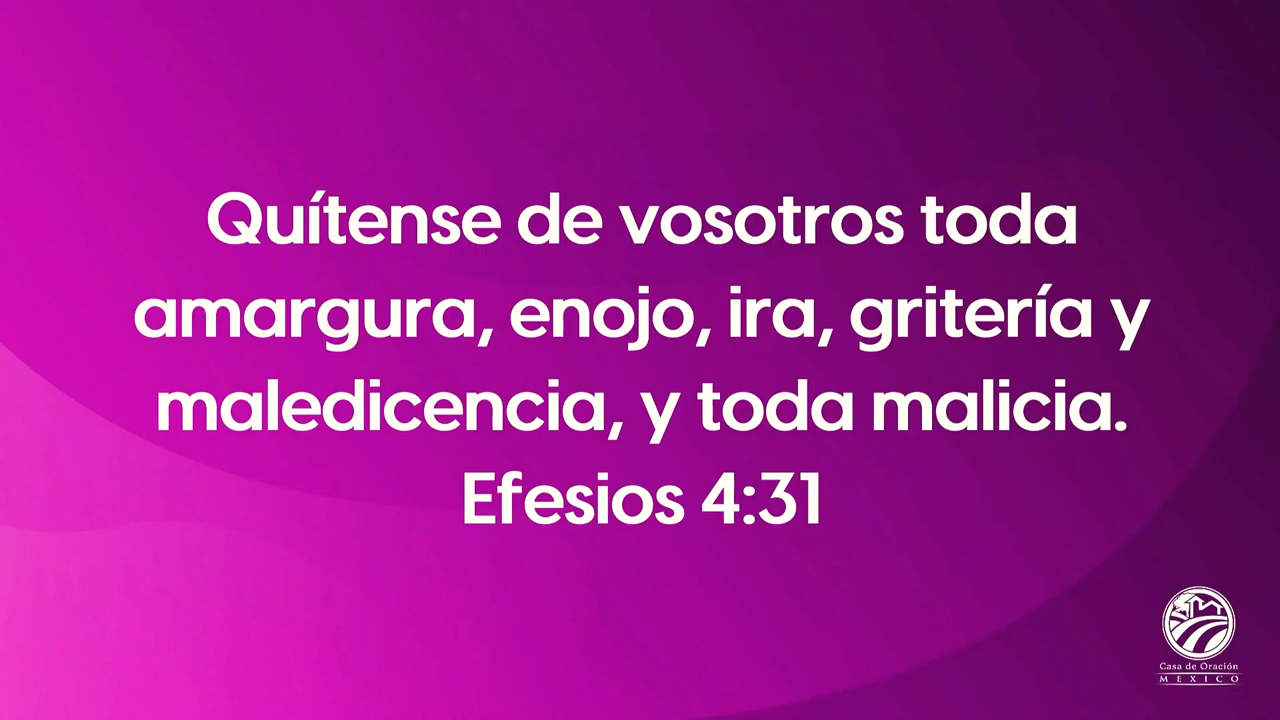 Quítense de vosotros toda
amargura, enojo, ira, gritería y
maledicencia, y toda malicia.
Efesios 4:31
Casa de Oración
MEXICO